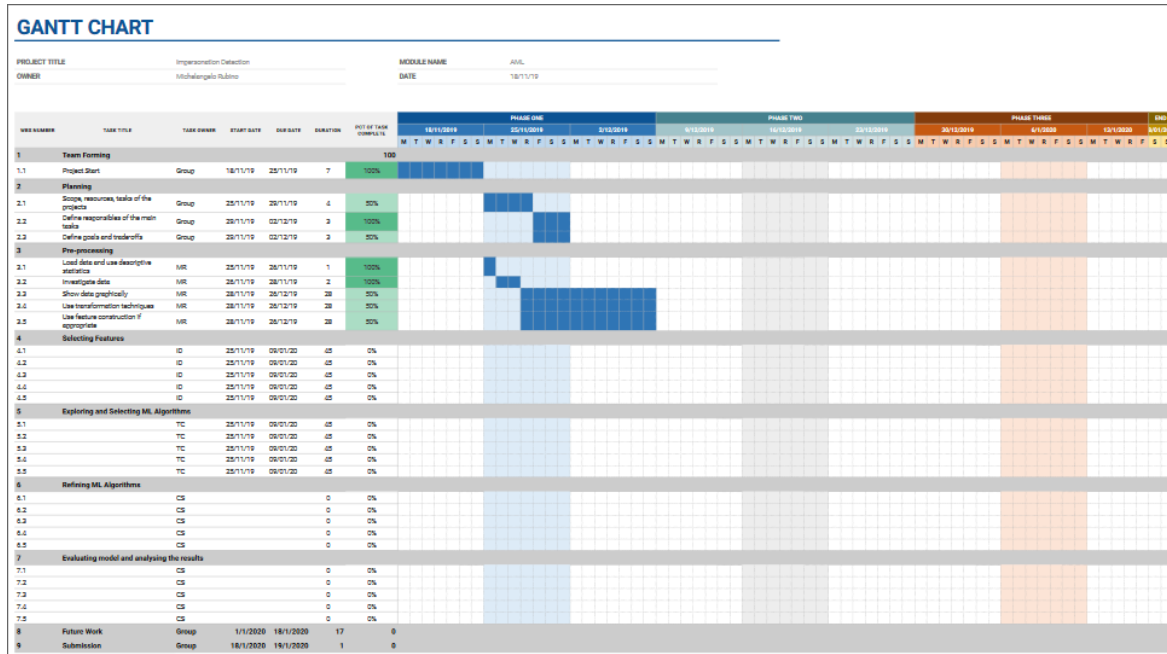 GANTT CHART
PROJECT TITLE Impersonation Detection MODULE NAME AML
OWNER Michelangelo Rubino DATE 18/11/19
PHASE ONE PHASE TWO PHASE THREE END
WBS NUMBER TASK TITLE TASK OWNER START DATE DUE DATE DURATION PCT OF TASK COMPLETE 18/11/2019 25/11/2019 2/12/2019 9/12/2019 16/12/2019 23/12/2019 30/12/2019 6/1/2020 13/1/2020
M T W R F S S M T W R F S S M T W R F S S M T W R F S S M T W R F S S M T W R F S S M T W R F S S M T W R F S S M T W R F S S
1 Team Forming 100
1.1 Project Start Group 18/11/19 25/11/19 7 100%
2 Planning
2.1 Scope, resources, tasks of the projects Group 25/11/19 29/11/19 4 50%
2.2 Define responsibles of the main tasks Group 29/11/19 02/12/19 3 100%
2.3 Define goals and tradeoffs Group 29/11/19 02/12/19 3 50%
3 Pre-processing
3.1 Load data and use descriptive statistics MR 25/11/19 26/11/19 1 100%
3.2 Investigate data MR 26/11/19 28/11/19 2 100%
3.3 Show data graphically MR 28/11/19 26/12/19 28 50%
3.4 Use transformation techniques MR 28/11/19 26/12/19 28 50%
3.5 Use feature construction if appropriate MR 28/11/19 26/12/19 28 50%
4 Selecting Features
4.1 IO 25/11/19 09/01/20 45 0%
4.2 IO 25/11/19 09/01/20 45 0%
4.3 IO 25/11/19 09/01/20 45 0%
4.4 IO 25/11/19 09/01/20 45 0%
4.5 IO 25/11/19 09/01/20 45 0%
5 Exploring and Selecting ML Algorithms
5.1 TC 25/11/19 09/01/20 45 0%
5.2 TC 25/11/19 09/01/20 45 0%
5.3 TC 25/11/19 09/01/20 45 0%
5.4 TC 25/11/19 09/01/20 45 0%
5.5 TC 25/11/19 09/01/20 45 0%
6 Refining ML Algorithms
6.1 CS 0 0%
6.2 CS 0 0%
6.3 CS 0 0%
6.4 CS 0 0%
6.5 CS 0 0%
7 Evaluating model and analysing the results
7.1 CS 0 0%
7.2 CS 0 0%
7.3 CS 0 0%
7.4 CS 0 0%
7.5 CS 0 0%
8 Future Work Group 1/1/2020 18/1/2020 17 0
9 Submission Group 18/1/2020 19/1/2020 1 0